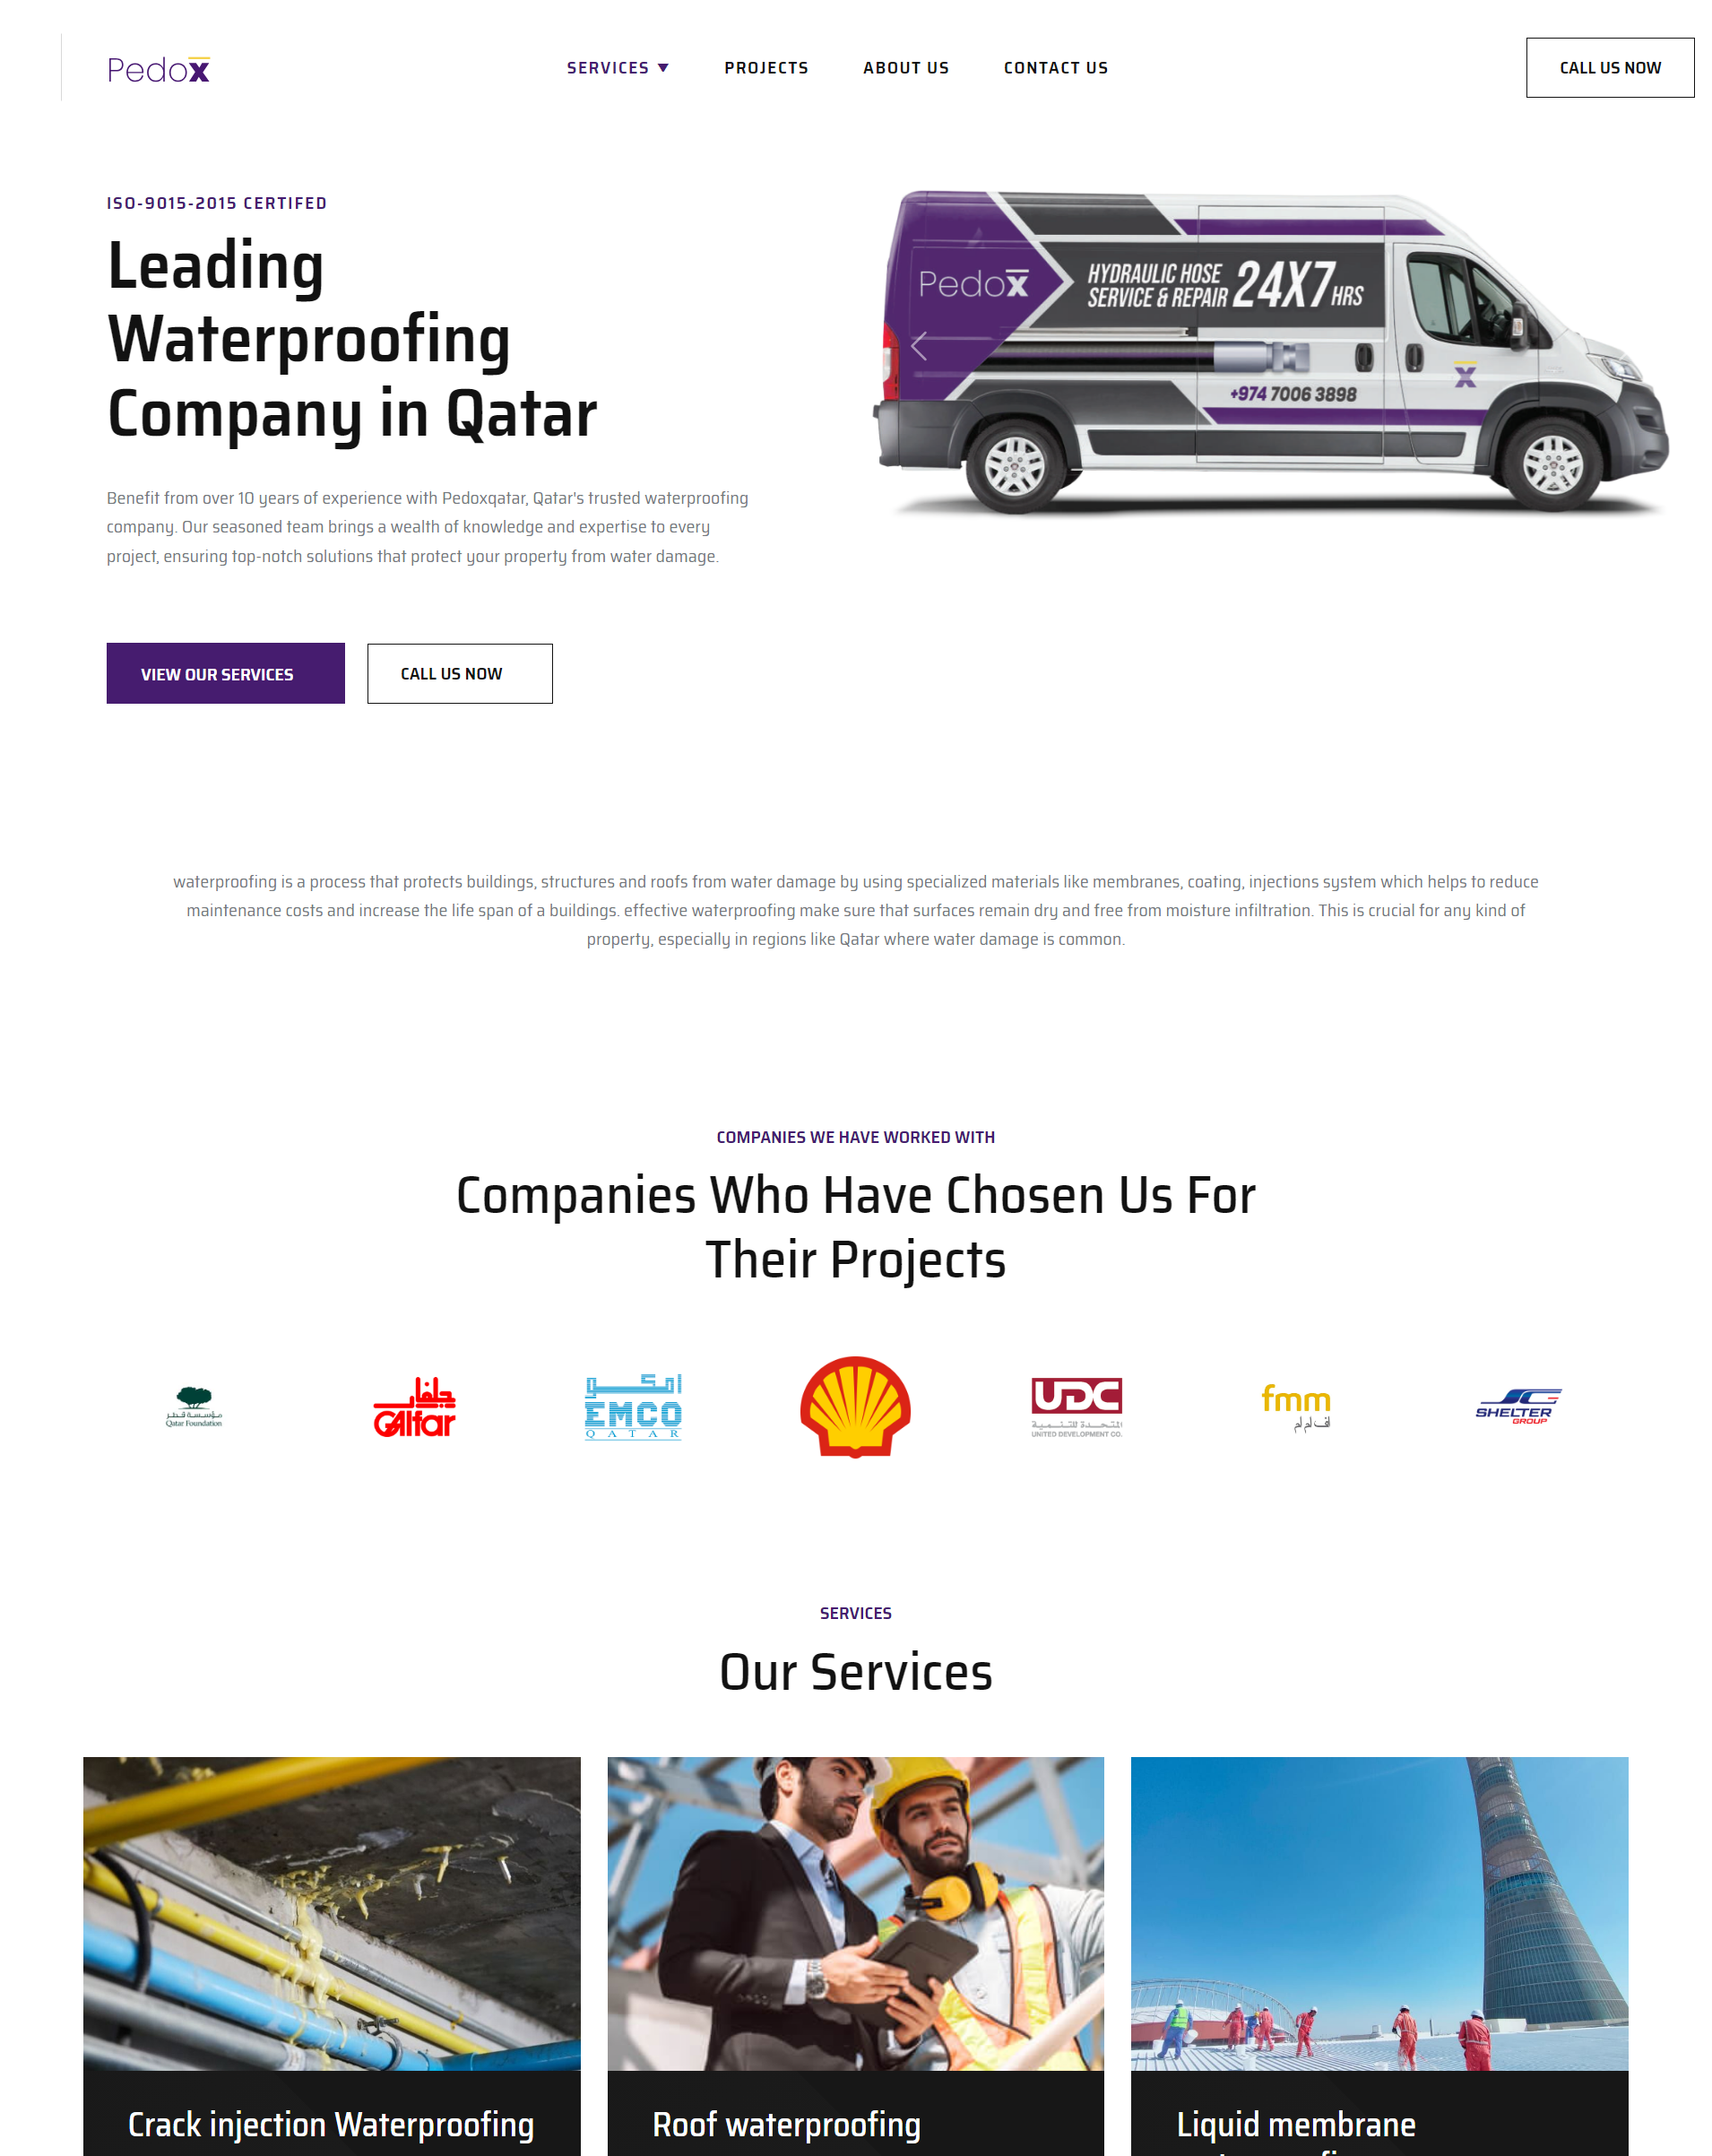 Pedox
SERVICES
PROJECTS
ABOUT US
CONTACT US
CALL US NOW
ISO-9015-2015 CERTIFED
Leading
Waterproofing
Company in Qatar
Benefit from over 10 years of experience with Pedoxqatar, Qatar's trusted waterproofing
company. Our seasoned team brings a wealth of knowledge and expertise to every
project, ensuring top-notch solutions that protect your property from water damage.
VIEW OUR SERVICES
CALL US NOW
Pedox
HYDRAULIC HOSE
SERVICE & REPAIR 24X7 HRS
+974 7006 3898
X
waterproofing is a process that protects buildings, structures and roofs from water damage by using specialized materials like membranes, coating, injections system which helps to reduce
maintenance costs and increase the life span of a buildings. effective waterproofing make sure that surfaces remain dry and free from moisture infiltration. This is crucial for any kind of
property, especially in regions like Qatar where water damage is common.
COMPANIES WE HAVE WORKED WITH
Companies Who Have Chosen Us For
Their Projects
مؤسسة قطر
Qatar Foundation
جلفار
GAlfar
امكو
EMCO
QATAR
UDC
المتحدة للتنمية
UNITED DEVELOPMENT CO.
fmm
اف ام ام
SHELTER
GROUP
SERVICES
Our Services
Crack injection Waterproofing
Roof waterproofing
Liquid membrane